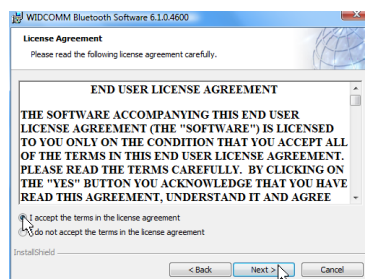 WIDCOMM Bluetooth Software 6.1.0.4600
License Agreement
Please read the following license agreement carefully.
END USER LICENSE AGREEMENT
THE SOFTWARE ACCOMPANYING THIS END USER
LICENSE AGREEMENT (THE "SOFTWARE") IS LICENSED
TO YOU ONLY ON THE CONDITION THAT YOU ACCEPT ALL
OF THE TERMS IN THIS END USER LICENSE AGREEMENT.
PLEASE READ THE TERMS CAREFULLY. BY CLICKING ON
THE "YES" BUTTON YOU ACKNOWLEDGE THAT YOU HAVE
READ THIS AGREEMENT, UNDERSTAND IT AND AGREE
I accept the terms in the license agreement
I do not accept the terms in the license agreement
InstallShield
< Back Next > Cancel